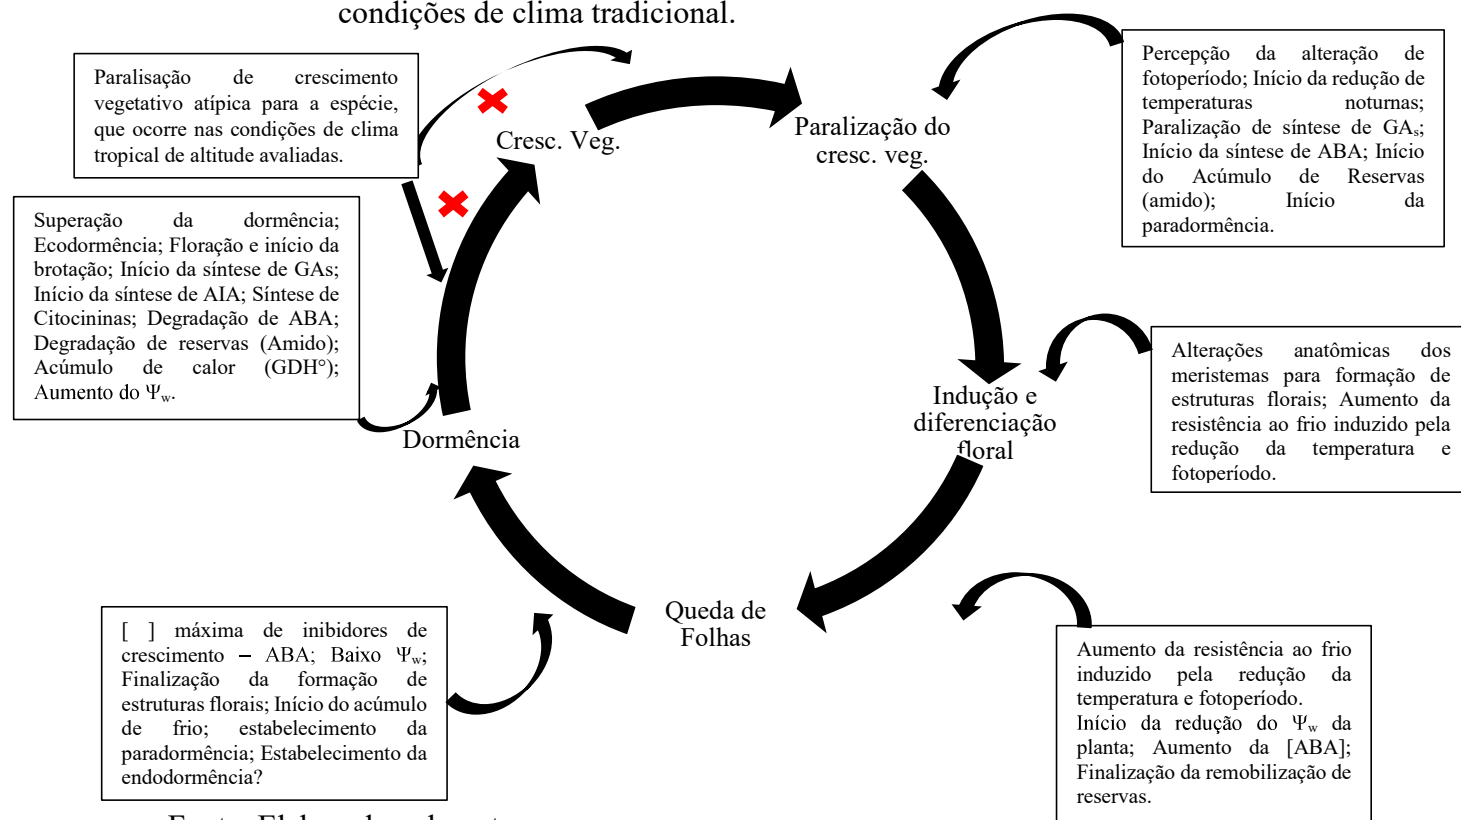 condições de clima tradicional.
Paralisação de crescimento
vegetativo atípica para a espécie,
que ocorre nas condições de clima
tropical de altitude avaliadas.
Cresc. Veg.
Paralização do
cresc. veg.
Percepção da alteração de
fotoperíodo; Início da redução de
temperaturas noturnas;
Paralização de síntese de GAs;
Início da síntese de ABA; Início
do Acúmulo de Reservas
(amido); Início da
paradormência.
Superação da dormência;
Ecodormência; Floração e início da
brotação; Início da síntese de GAs;
Início da síntese de AIA; Síntese de
Citocininas; Degradação de ABA;
Degradação de reservas (Amido);
Acúmulo de calor (GDH°);
Aumento do Ψw.
Alterações anatômicas dos
meristemas para formação de
estruturas florais; Aumento da
resistência ao frio induzido pela
redução da temperatura e
fotoperíodo.
Indução e
diferenciação
floral
Dormência
Queda de
Folhas
[ ] máxima de inibidores de
crescimento – ABA; Baixo Ψw;
Finalização da formação de
estruturas florais; Início do acúmulo
de frio; estabelecimento da
paradormência; Estabelecimento da
endodormência?
Aumento da resistência ao frio
induzido pela redução da
temperatura e fotoperíodo.
Início da redução do Ψw da
planta; Aumento da [ABA];
Finalização da remobilização de
reservas.